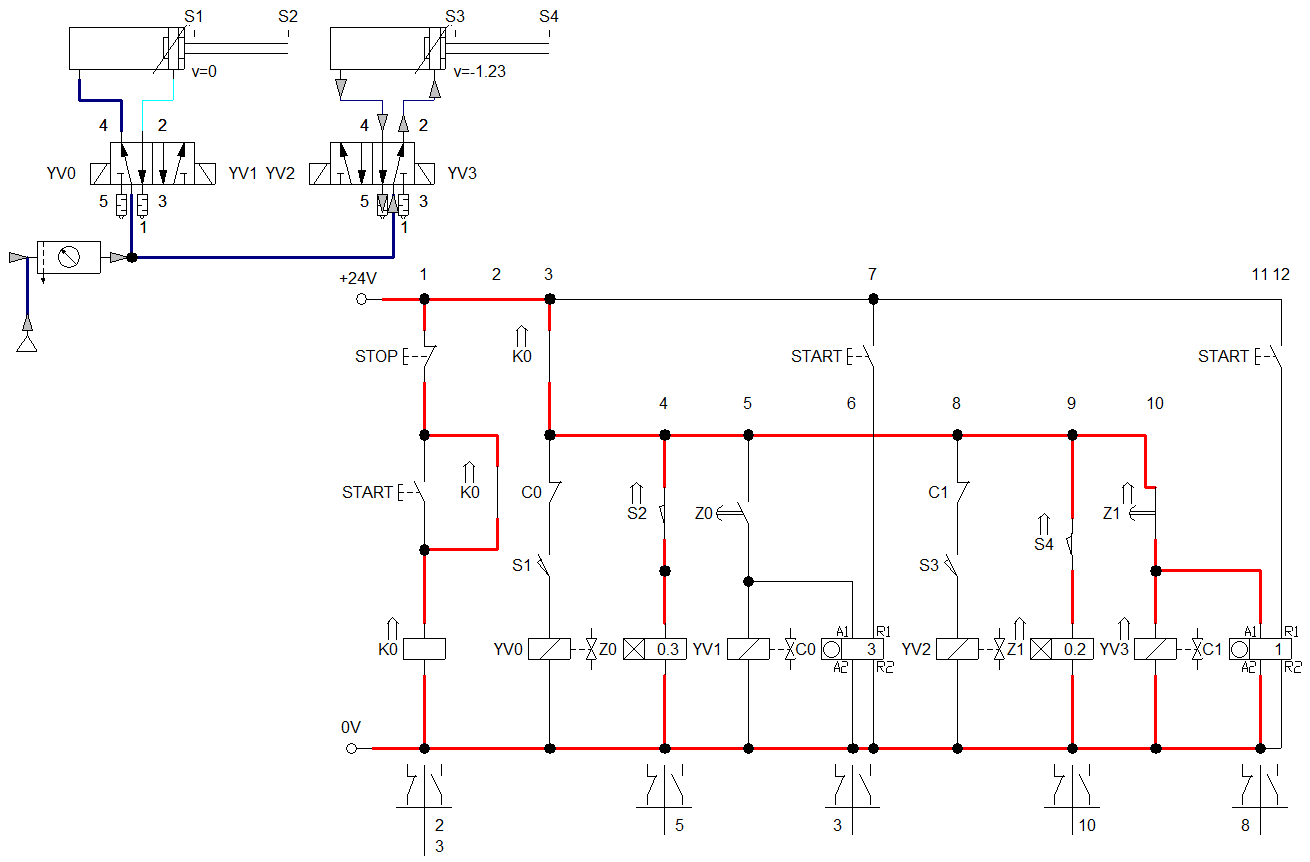 S1 S2 S3 S4
v=0 v=-1.23
4 2 4 2
YV0 YV1 YV2 YV3
5 3 5 3
1 1
+24V 1 2 3 7 11 12
STOP K0 START START
4 5 6 8 9 10
START K0 C0 S2 Z0 C1 S4 Z1
S1 S3
A1 R1 A1 R1
K0 YV0 Z0 0.3 YV1 C0 3 YV2 Z1 0.2 YV3 C1 1
A2 R2 A2 R2
0V
2 5 3 10 8
3